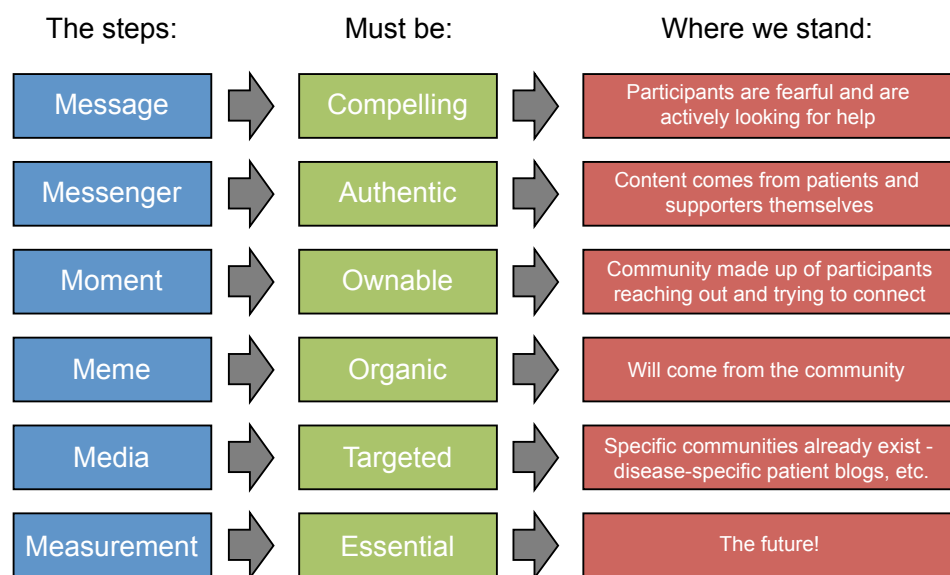 The steps: Must be: Where we stand:
Message Compelling Participants are fearful and are
actively looking for help
Messenger Authentic Content comes from patients and
supporters themselves
Moment Ownable Community made up of participants
reaching out and trying to connect
Meme Organic Will come from the community
Media Targeted Specific communities already exist -
disease-specific patient blogs, etc.
Measurement Essential The future!